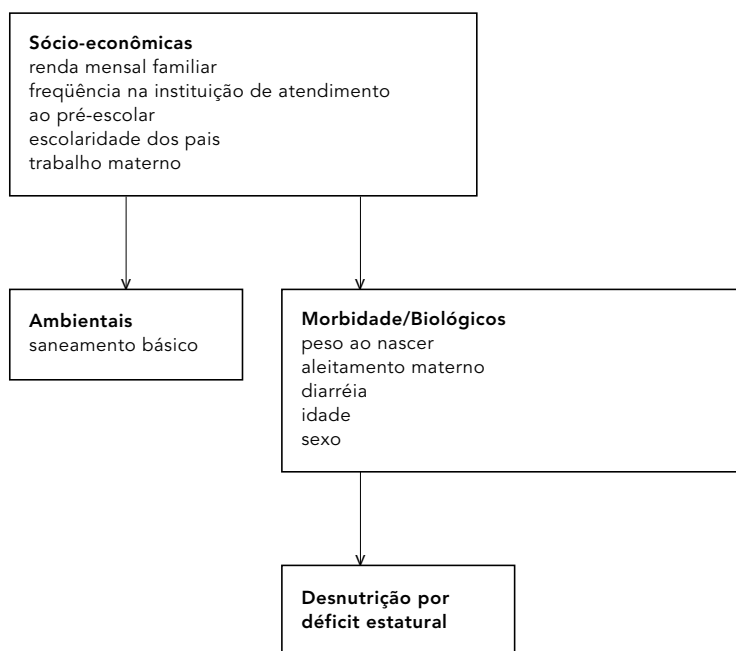 Sócio-econômicas
renda mensal familiar
freqüência na instituição de atendimento
ao pré-escolar
escolaridade dos pais
trabalho materno
Ambientais
saneamento básico
Morbidade/Biológicos
peso ao nascer
aleitamento materno
diarréia
idade
sexo
Desnutrição por
déficit estatural